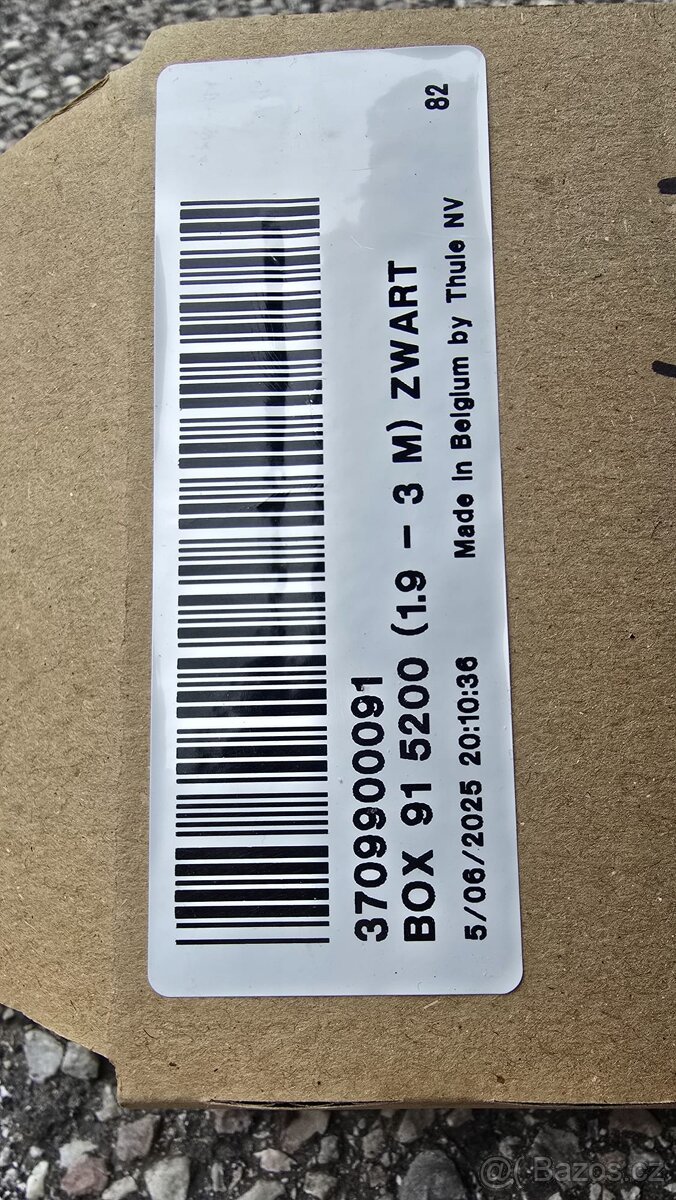 82
3709900091
BOX 91 5200 (1.9 - 3 M) ZWART
5/06/2025 20:10:36 Made in Belgium by Thule NV
Bazos.cz